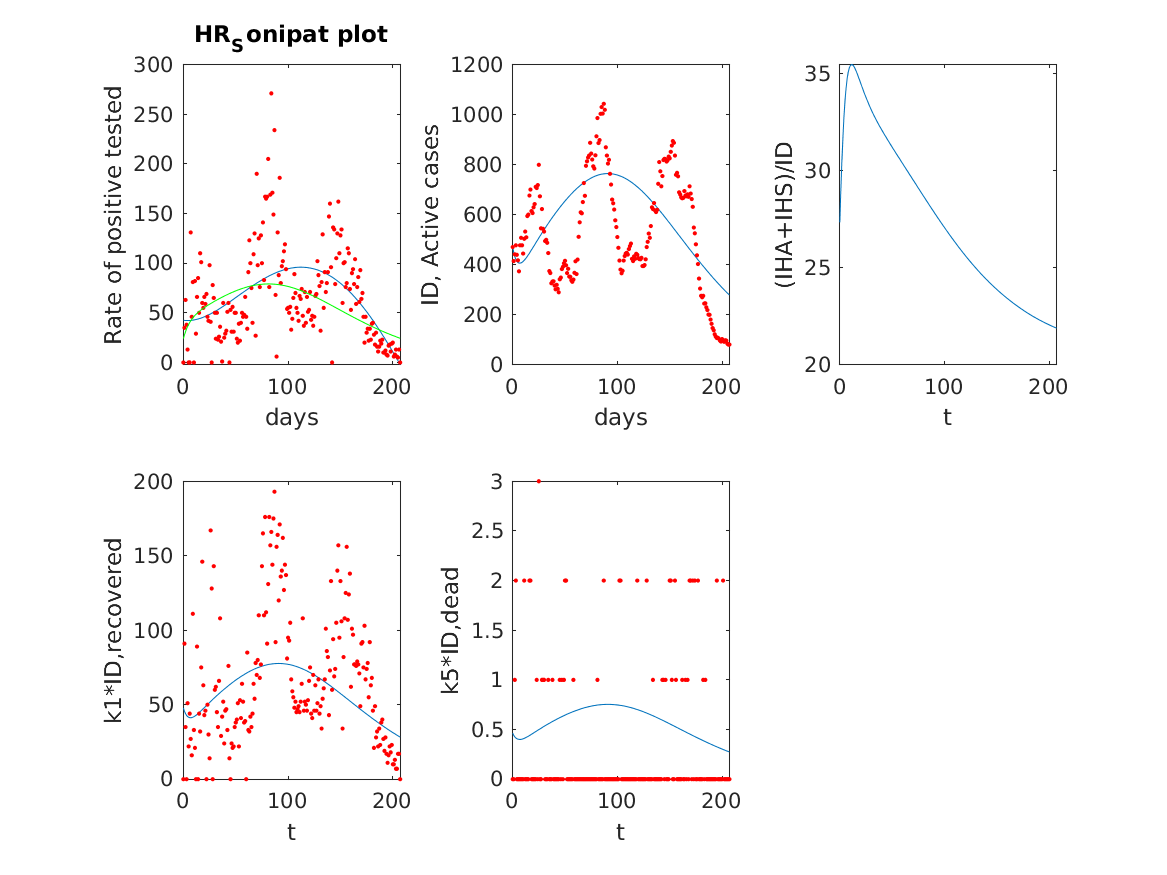 HRSonipat plot
300
250
200
150
100
50
0
0 100 200
days
Rate of positive tested
1200
1000
800
600
400
200
0
0 100 200
days
ID, Active cases
35
30
25
20
0 100 200
t
(IHA+IHS)/ID
200
150
100
50
0
0 100 200
t
k1*ID,recovered
3
2.5
2
1.5
1
0.5
0
0 100 200
t
k5*ID,dead